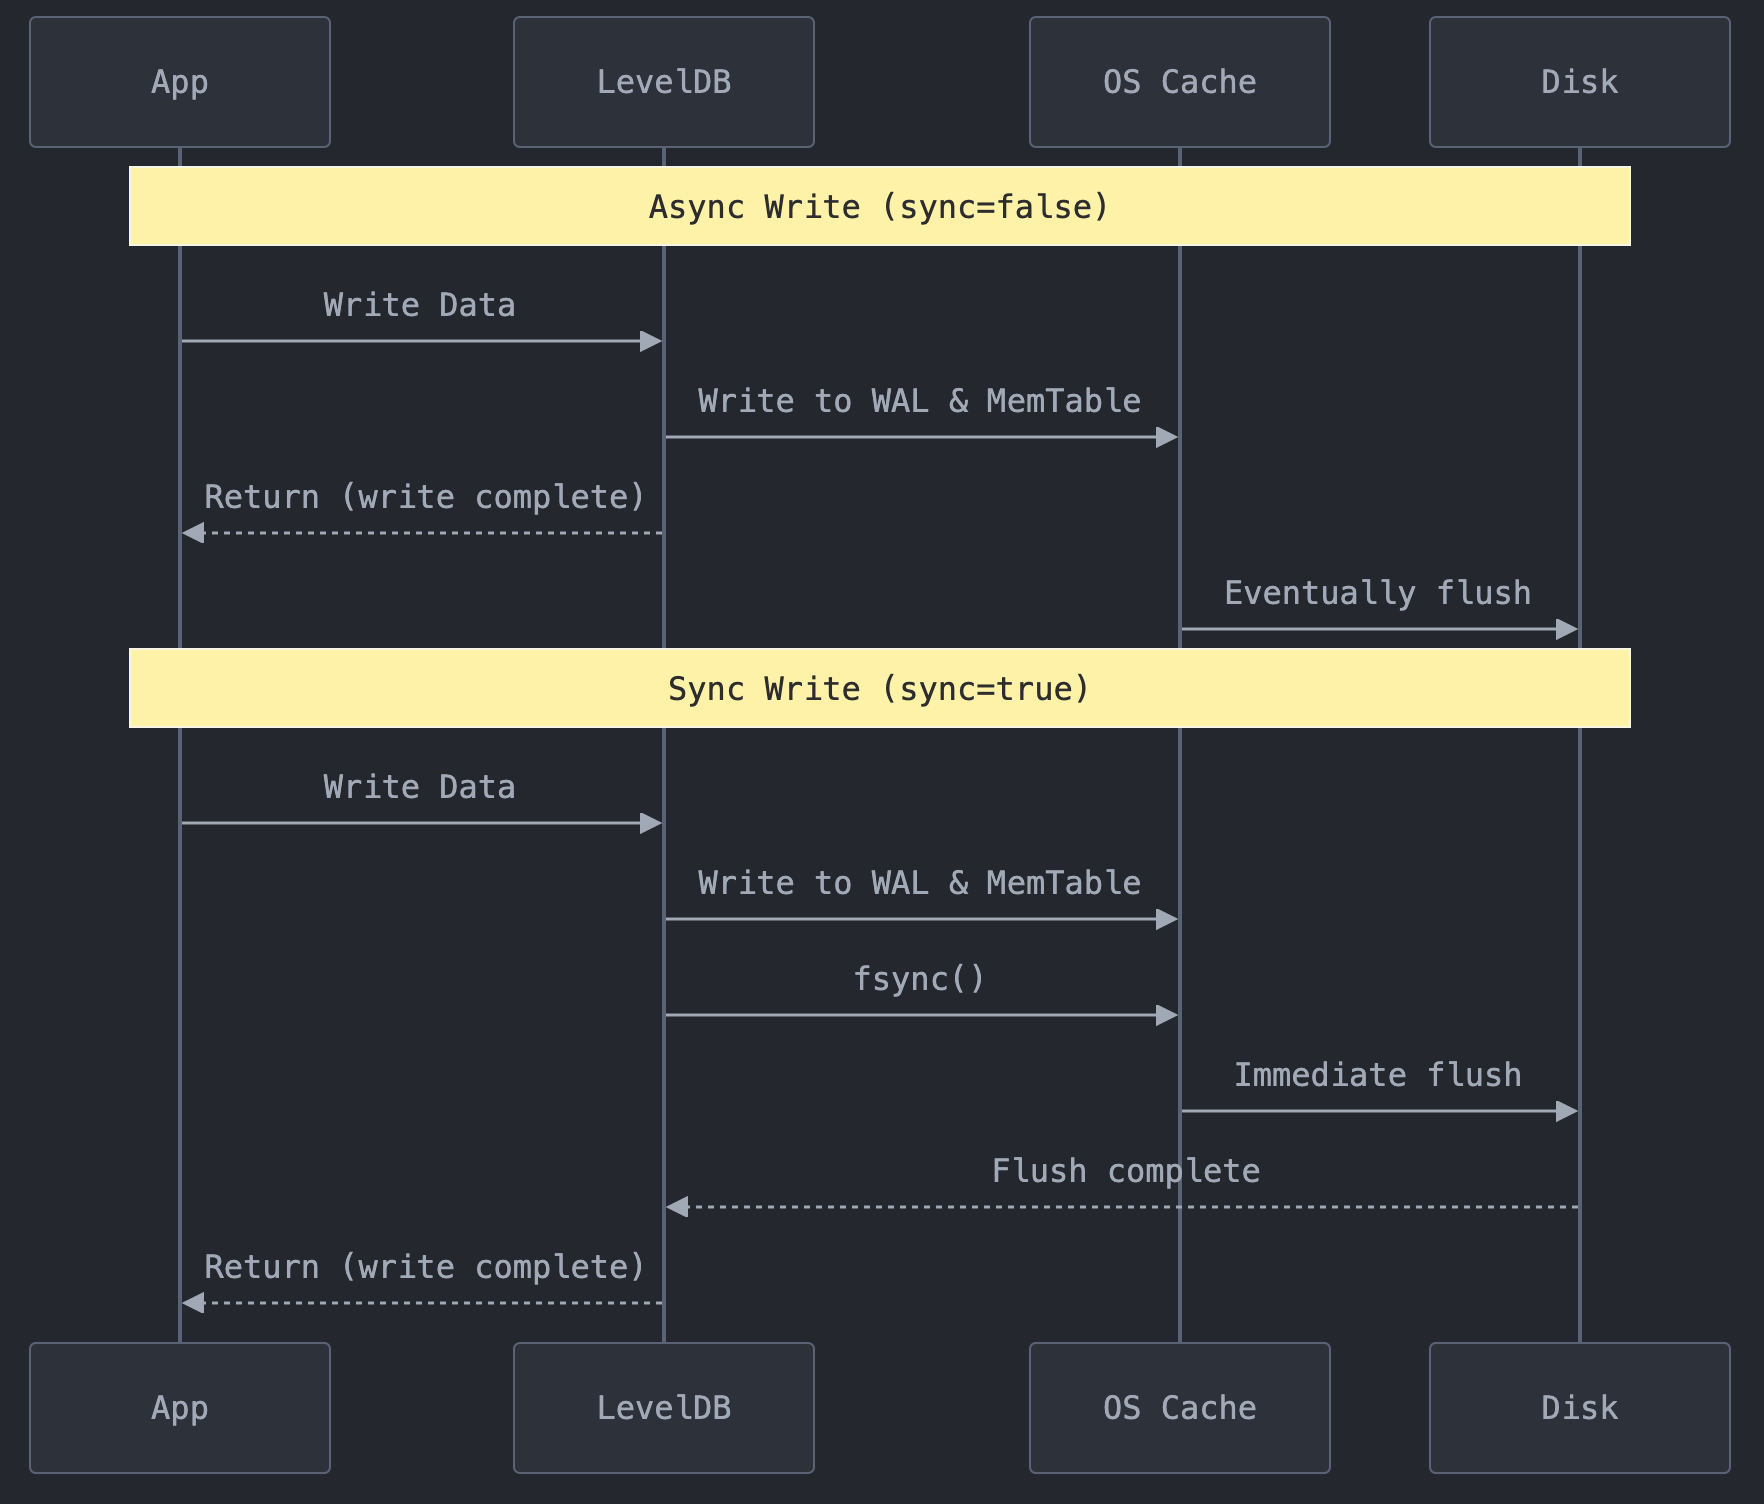 App
LevelDB
OS Cache
Disk
Async Write (sync=false)
Write Data
Write to WAL & MemTable
Return (write complete)
Eventually flush
Sync Write (sync=true)
Write Data
Write to WAL & MemTable
fsync()
Immediate flush
Flush complete
Return (write complete)
App
LevelDB
OS Cache
Disk